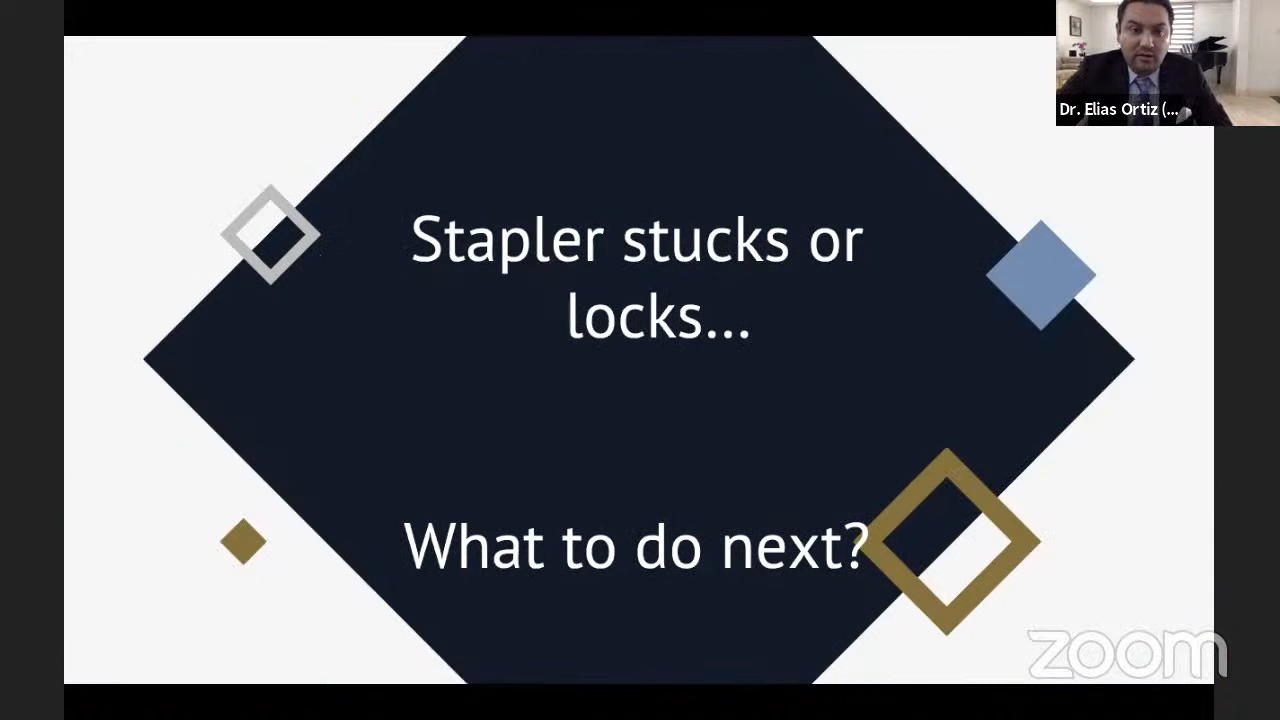 Dr. Elias Ortiz (...
Stapler stucks or
locks...
What to do next?
zoom